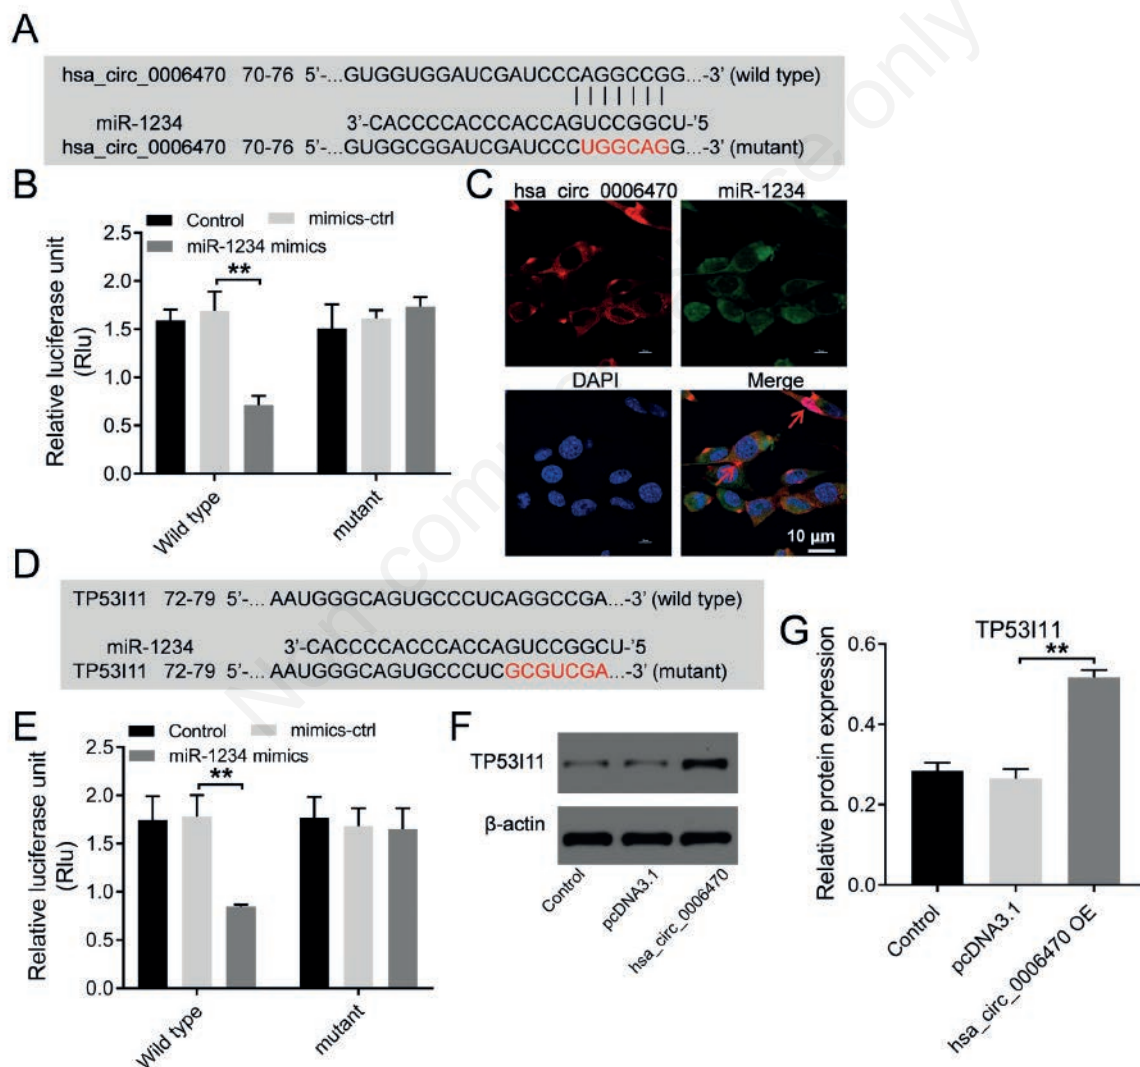 A
hsa_circ_0006470 70-76 5’-...GUGGUGGAUCGAUCCCAGGCCGG...-3’ (wild type)
miR-1234 3’-CACCCCACCCACCAGUCCGGCU-’5
hsa_circ_0006470 70-76 5’-...GUGGCGGAUCGAUCCCUGGCAGG...-3’ (mutant)
B
Control
mimics-ctrl
miR-1234 mimics
Relative luciferase unit
(Rlu)
2.5
2.0
1.5
1.0
0.5
0.0
**
Wild type
mutant
C
hsa_circ_0006470
miR-1234
DAPI
Merge
10 µm
D
TP53I11 72-79 5’-... AAUGGGCAGUGCCCUCAGGCCGA...-3’ (wild type)
miR-1234 3’-CACCCCACCCACCAGUCCGGCU-’5
TP53I11 72-79 5’-... AAUGGGCAGUGCCCUCGCGUCGA...-3’ (mutant)
E
Control
mimics-ctrl
miR-1234 mimics
Relative luciferase unit
(Rlu)
2.5
2.0
1.5
1.0
0.5
0.0
**
Wild type
mutant
F
TP53I11
β-actin
Control
pcDNA3.1
hsa_circ_0006470
G
TP53I11
**
Relative protein expression
0.6
0.4
0.2
0.0
Control
pcDNA3.1
hsa_circ_0006470 OE